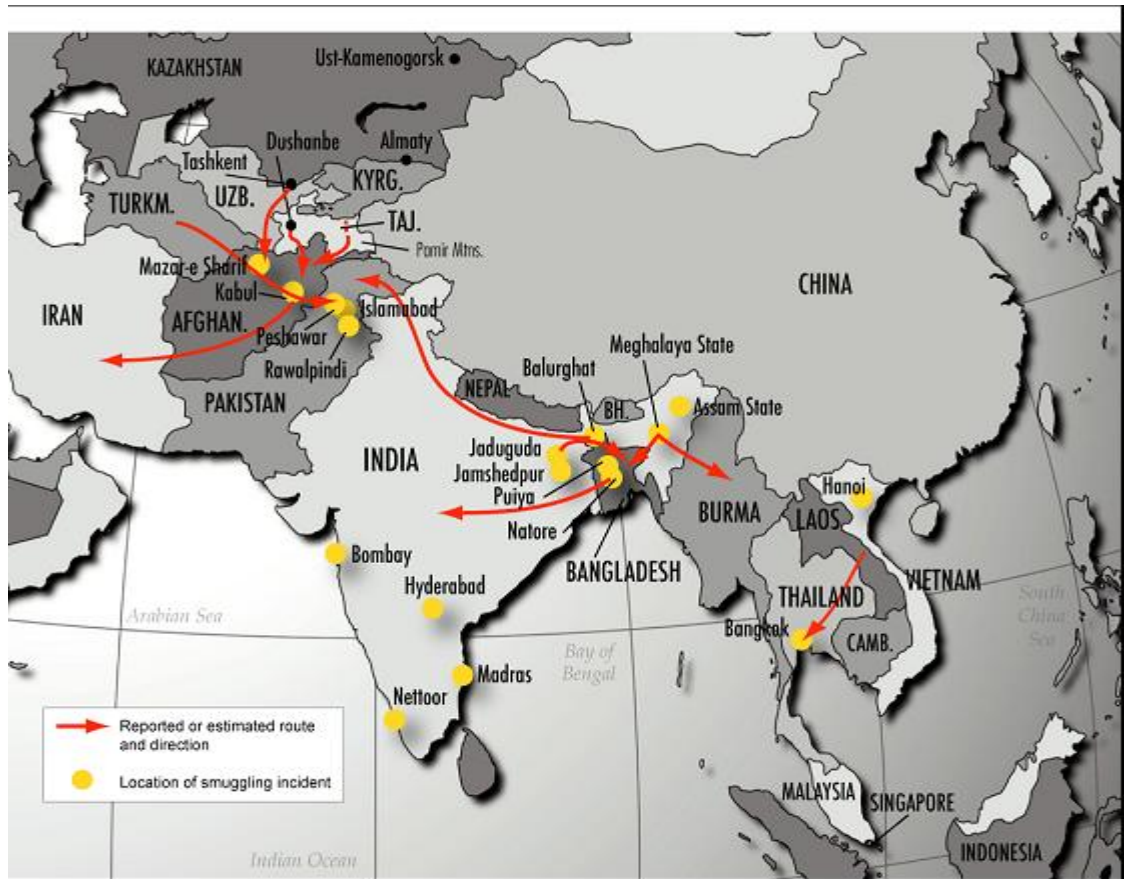 Ust-Kamenogorsk
KAZAKHSTAN
Dushanbe
Almaty
Tashkent
UZB.
KYRG.
TURKM.
TAJ.
Pamir Mtns.
Mazar-e Sharif
Kabul
Islamabad
CHINA
IRAN
AFGHAN.
Peshawar
Rawalpindi
Meghalaya State
Balurghat
NEPAL
BH.
Assam State
PAKISTAN
INDIA
Jaduguda
Jamshedpur
Puiya
Natore
BURMA
Hanoi
LAOS
Bombay
BANGLADESH
VIETNAM
Hyderabad
THAILAND
Arabian Sea
South
China
Sea
Bangkok
CAMB.
Bay of
Bengal
Madras
Nettoor
Reported or estimated route
and direction
Location of smuggling incident
MALAYSIA
SINGAPORE
INDONESIA
Indian Ocean